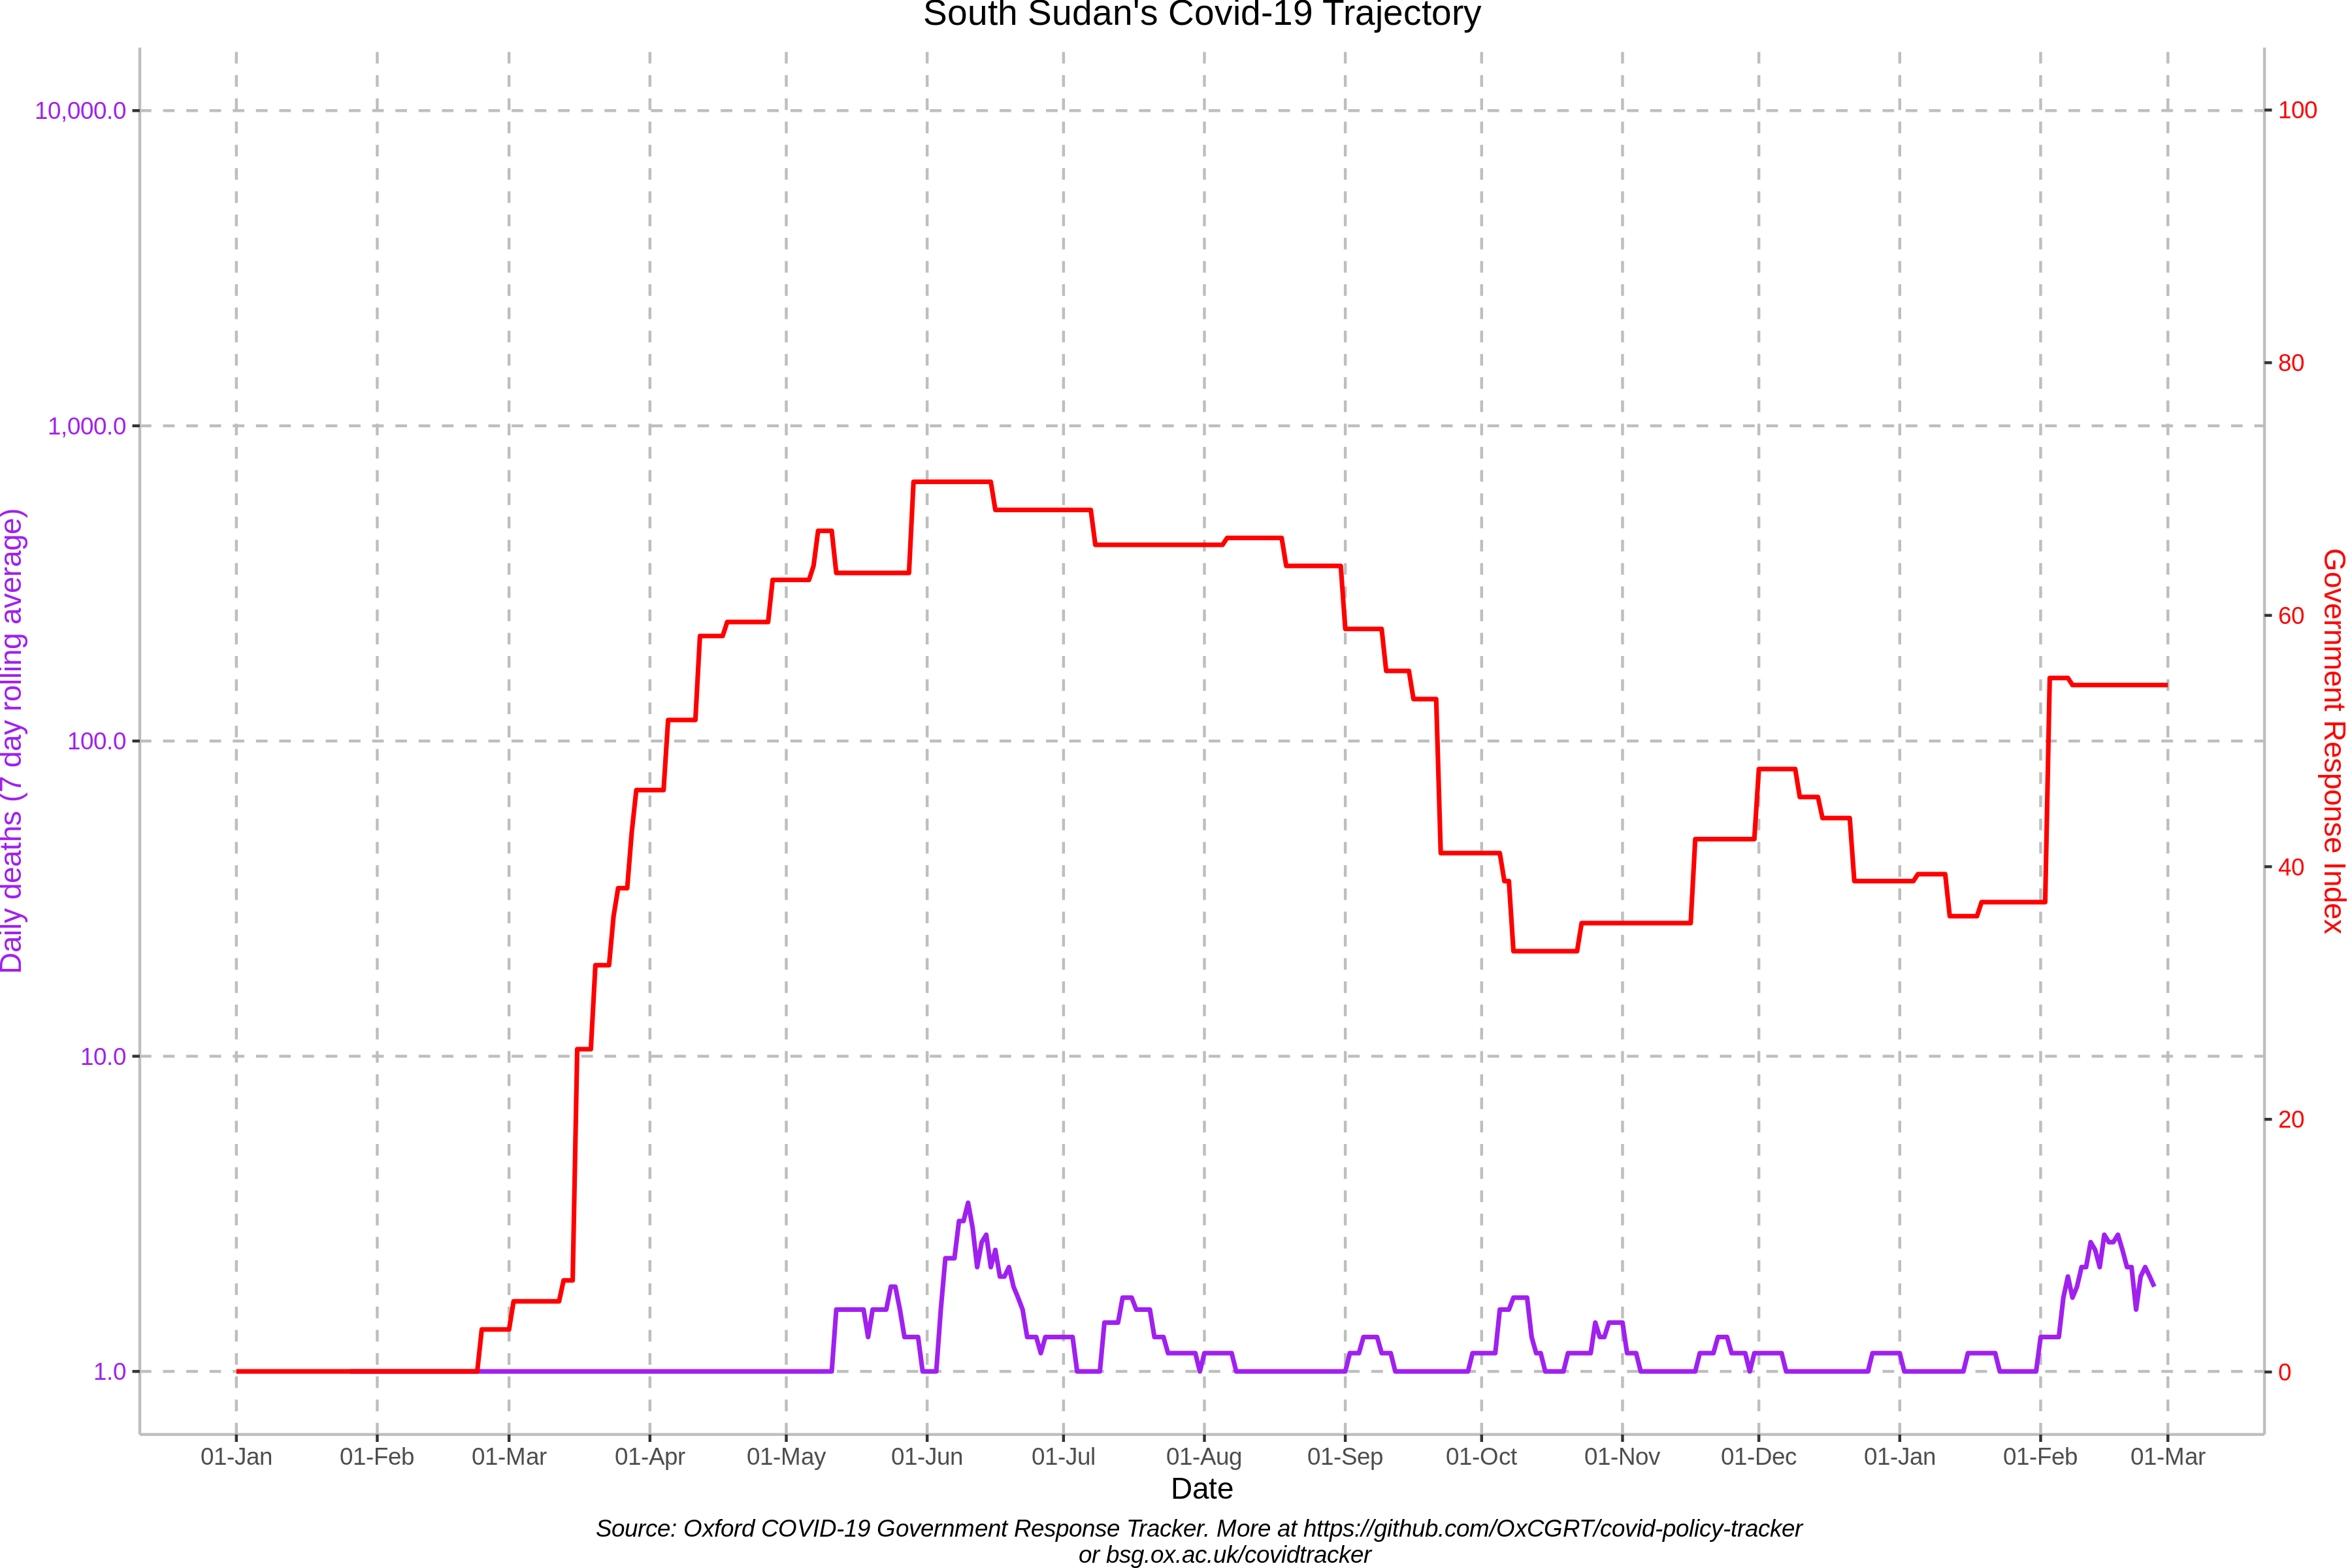 South Sudan's Covid-19 Trajectory
10,000.0
1,000.0
100.0
10.0
1.0
Daily deaths (7 day rolling average)
100
80
60
40
20
0
Government Response Index
01-Jan 01-Feb 01-Mar 01-Apr 01-May 01-Jun 01-Jul 01-Aug 01-Sep 01-Oct 01-Nov 01-Dec 01-Jan 01-Feb 01-Mar
Date
Source: Oxford COVID-19 Government Response Tracker. More at https://github.com/OxCGRT/covid-policy-tracker
or bsg.ox.ac.uk/covidtracker